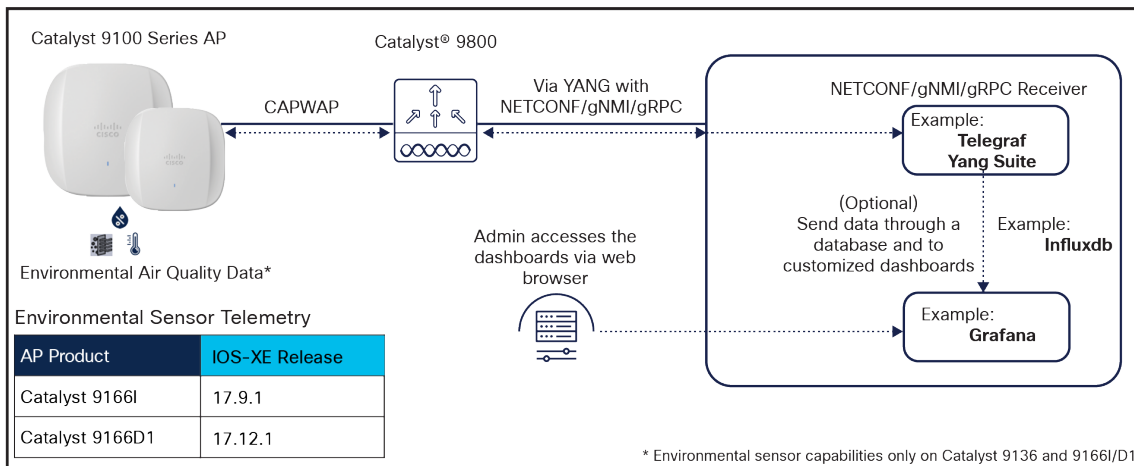 Catalyst 9100 Series AP
Catalyst® 9800
CISCO
CISCO
CAPWAP
Via YANG with
NETCONF/gNMI/gRPC
NETCONF/gNMI/gRPC Receiver
Example:
Telegraf
Yang Suite
(Optional)
Send data through a
database and to
customized dashboards
Example:
Influxdb
Environmental Air Quality Data*
Admin accesses the
dashboards via web
browser
Example:
Grafana
Environmental Sensor Telemetry
AP Product IOS-XE Release
Catalyst 9166I 17.9.1
Catalyst 9166D1 17.12.1
* Environmental sensor capabilities only on Catalyst 9136 and 9166I/D1